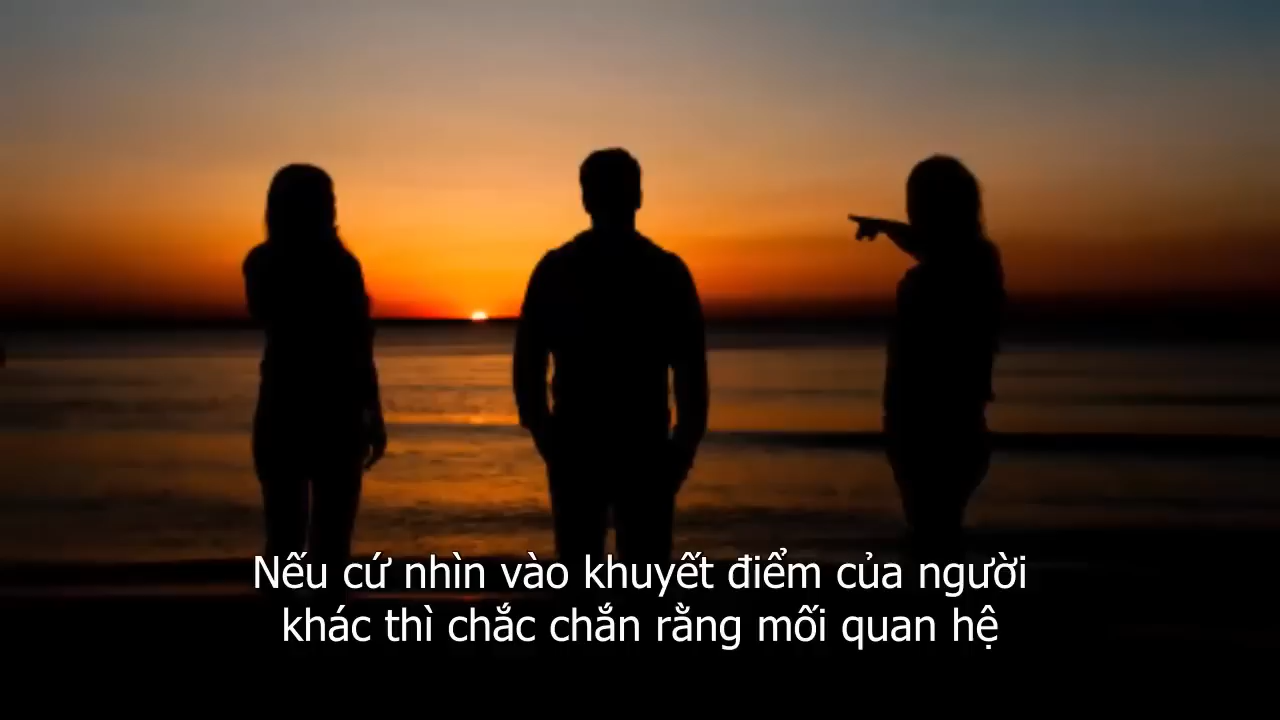 Nếu cứ nhìn vào khuyết điểm của người
khác thì chắc chắn rằng mối quan hệ